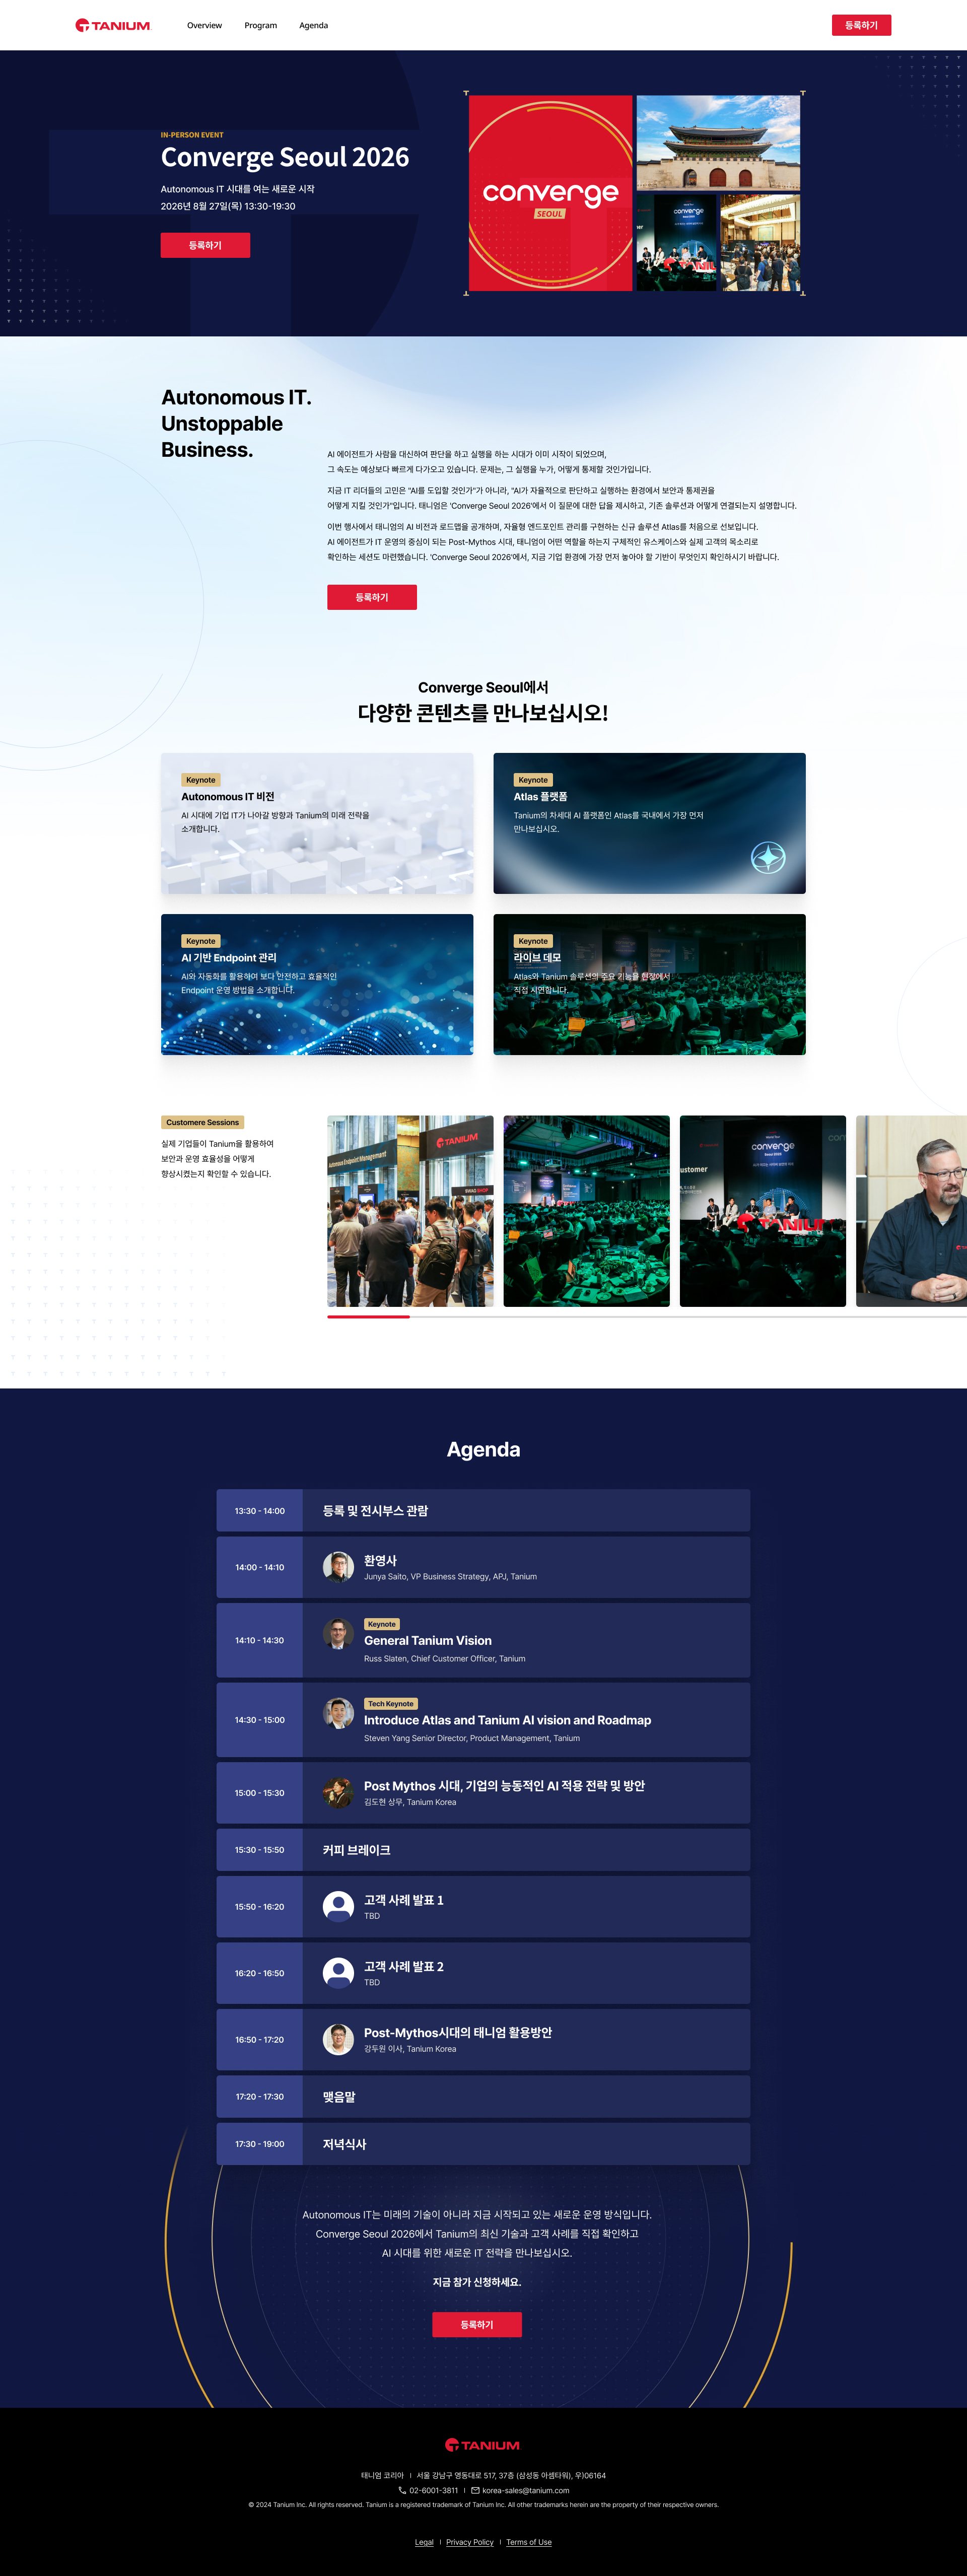 TANIUM
Overview
Program
Agenda
등록하기
IN-PERSON EVENT
Converge Seoul 2026
Autonomous IT 시대를 여는 새로운 시작
2026년 8월 27일(목) 13:30-19:30
등록하기
converge
SEOUL
converge
Autonomous IT.
Unstoppable
Business.
AI 에이전트가 사람을 대신하여 판단을 하고 실행을 하는 시대가 이미 시작이 되었으며,
그 속도는 예상보다 빠르게 다가오고 있습니다. 문제는, 그 실행을 누가, 어떻게 통제할 것인가입니다.
지금 IT 리더들의 고민은 "AI를 도입할 것인가"가 아니라, "AI가 자율적으로 판단하고 실행하는 환경에서 보안과 통제권을
어떻게 지킬 것인가"입니다. 태니엄은 'Converge Seoul 2026'에서 이 질문에 대한 답을 제시하고, 기존 솔루션과 어떻게 연결되는지 설명합니다.
이번 행사에서 태니엄의 AI 비전과 로드맵을 공개하며, 자율형 엔드포인트 관리를 구현하는 신규 솔루션 Atlas를 처음으로 선보입니다.
AI 에이전트가 IT 운영의 중심이 되는 Post-Mythos 시대, 태니엄이 어떤 역할을 하는지 구체적인 유스케이스와 실제 고객의 목소리로
확인하는 세션도 마련했습니다. 'Converge Seoul 2026'에서, 지금 기업 환경에 가장 먼저 놓아야 할 기반이 무엇인지 확인하시기 바랍니다.
등록하기
Converge Seoul에서
다양한 콘텐츠를 만나보십시오!
Keynote
Autonomous IT 비전
AI 시대에 기업 IT가 나아갈 방향과 Tanium의 미래 전략을
소개합니다.
Keynote
Atlas 플랫폼
Tanium의 차세대 AI 플랫폼인 Atlas를 국내에서 가장 먼저
만나보십시오.
Keynote
AI 기반 Endpoint 관리
AI와 자동화를 활용하여 보다 안전하고 효율적인
Endpoint 운영 방법을 소개합니다.
Keynote
라이브 데모
Atlas와 Tanium 솔루션의 주요 기능을 현장에서
직접 시연합니다.
Customere Sessions
실제 기업들이 Tanium을 활용하여
보안과 운영 효율성을 어떻게
향상시켰는지 확인할 수 있습니다.
Autonomous Endpoint Management
TANIUM
SWAG SHOP
converge
ustomer
TANIUM
Agenda
13:30 - 14:00
등록 및 전시부스 관람
14:00 - 14:10
환영사
Junya Saito, VP Business Strategy, APJ, Tanium
14:10 - 14:30
Keynote
General Tanium Vision
Russ Slaten, Chief Customer Officer, Tanium
14:30 - 15:00
Tech Keynote
Introduce Atlas and Tanium AI vision and Roadmap
Steven Yang Senior Director, Product Management, Tanium
15:00 - 15:30
Post Mythos 시대, 기업의 능동적인 AI 적용 전략 및 방안
김도현 상무, Tanium Korea
15:30 - 15:50
커피 브레이크
15:50 - 16:20
고객 사례 발표 1
TBD
16:20 - 16:50
고객 사례 발표 2
TBD
16:50 - 17:20
Post-Mythos시대의 태니엄 활용방안
강두원 이사, Tanium Korea
17:20 - 17:30
맺음말
17:30 - 19:00
저녁식사
Autonomous IT는 미래의 기술이 아니라 지금 시작되고 있는 새로운 운영 방식입니다.
Converge Seoul 2026에서 Tanium의 최신 기술과 고객 사례를 직접 확인하고
AI 시대를 위한 새로운 IT 전략을 만나보십시오.
지금 참가 신청하세요.
등록하기
TANIUM
태니엄 코리아 | 서울 강남구 영동대로 517, 37층 (삼성동 아셈타워), 우)06164
02-6001-3811 | korea-sales@tanium.com
© 2024 Tanium Inc. All rights reserved. Tanium is a registered trademark of Tanium Inc. All other trademarks herein are the property of their respective owners.
Legal | Privacy Policy | Terms of Use